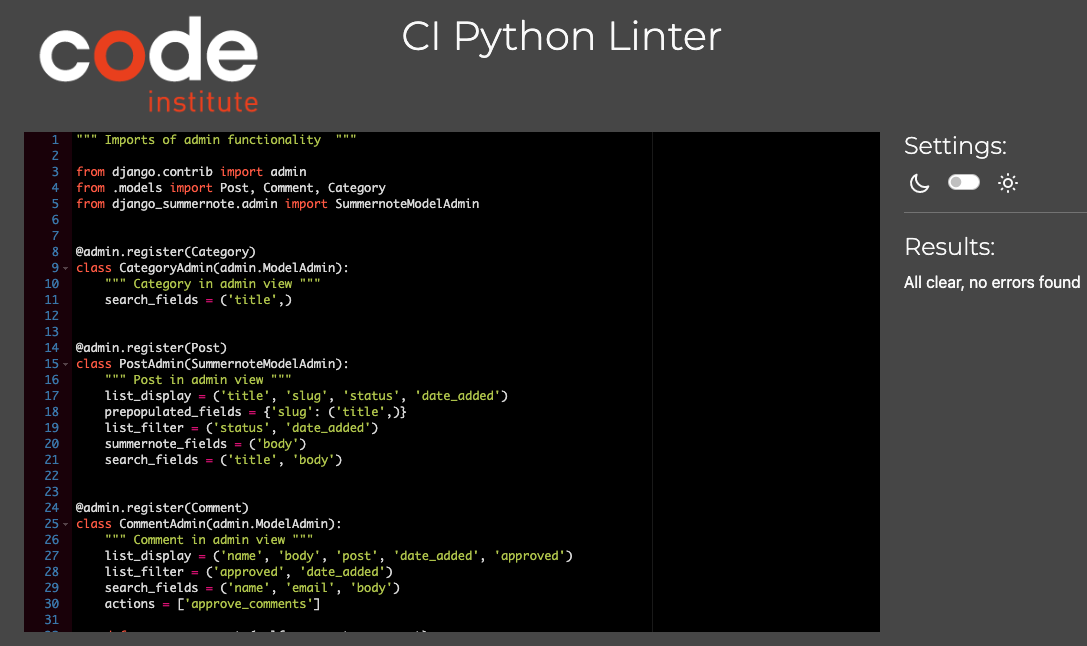 code
institute
CI Python Linter
1 """ Imports of admin functionality  """
2
3 from django.contrib import admin
4 from .models import Post, Comment, Category
5 from django_summernote.admin import SummernoteModelAdmin
6
7
8 @admin.register(Category)
9 class CategoryAdmin(admin.ModelAdmin):
10     """ Category in admin view """
11     search_fields = ('title',)
12
13
14 @admin.register(Post)
15 class PostAdmin(SummernoteModelAdmin):
16     """ Post in admin view """
17     list_display = ('title', 'slug', 'status', 'date_added')
18     prepopulated_fields = {'slug': ('title',)}
19     list_filter = ('status', 'date_added')
20     summernote_fields = ('body')
21     search_fields = ('title', 'body')
22
23
24 @admin.register(Comment)
25 class CommentAdmin(admin.ModelAdmin):
26     """ Comment in admin view """
27     list_display = ('name', 'body', 'post', 'date_added', 'approved')
28     list_filter = ('approved', 'date_added')
29     search_fields = ('name', 'email', 'body')
30     actions = ['approve_comments']
31
Settings:
Results:
All clear, no errors found